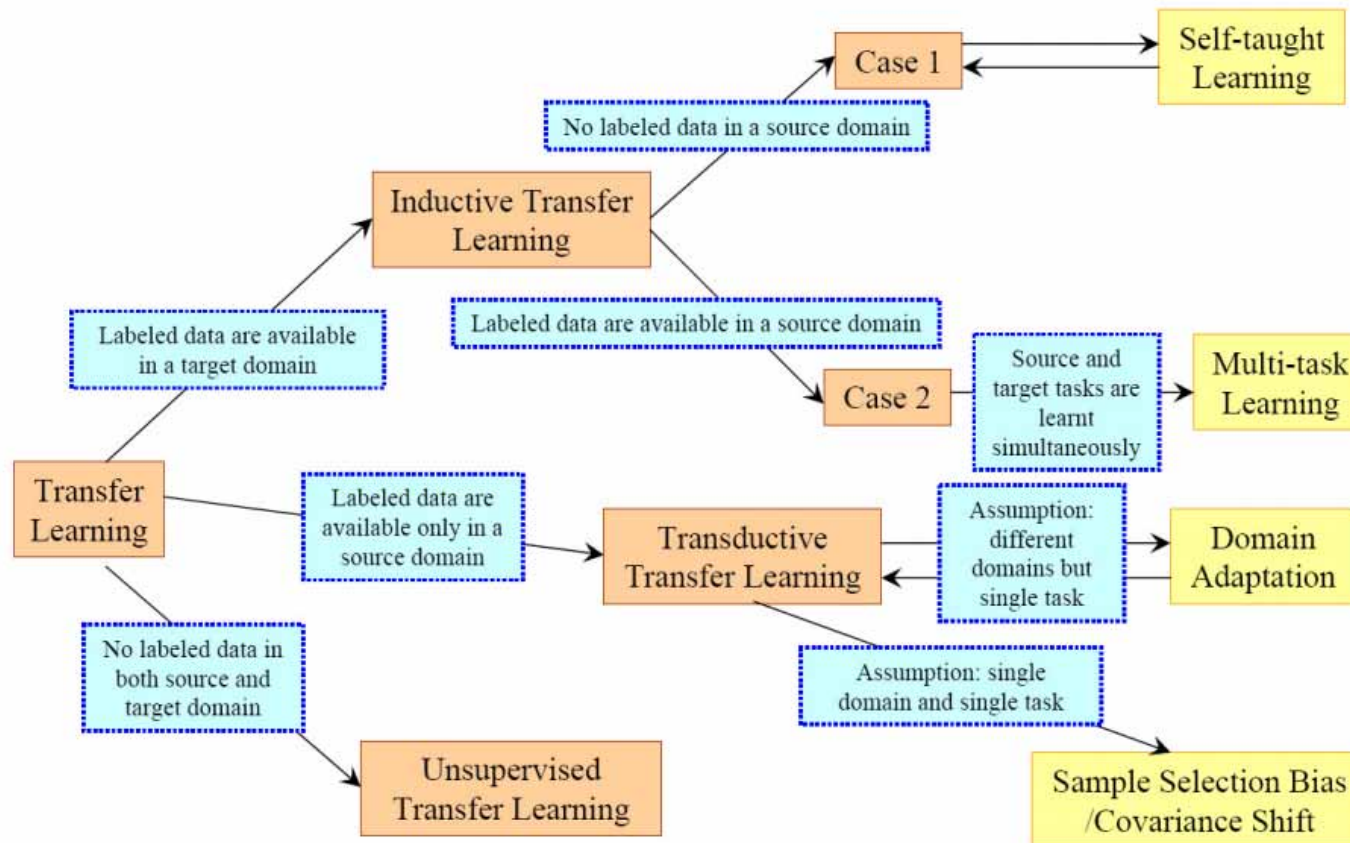 Case 1
Self-taught
Learning
No labeled data in a source domain
Inductive Transfer
Learning
Labeled data are available
in a target domain
Labeled data are available in a source domain
Case 2
Source and
target tasks are
learnt
simultaneously
Multi-task
Learning
Transfer
Learning
Labeled data are
available only in a
source domain
Transductive
Transfer Learning
Assumption:
different
domains but
single task
Domain
Adaptation
No labeled data in
both source and
target domain
Assumption: single
domain and single task
Unsupervised
Transfer Learning
Sample Selection Bias
/Covariance Shift